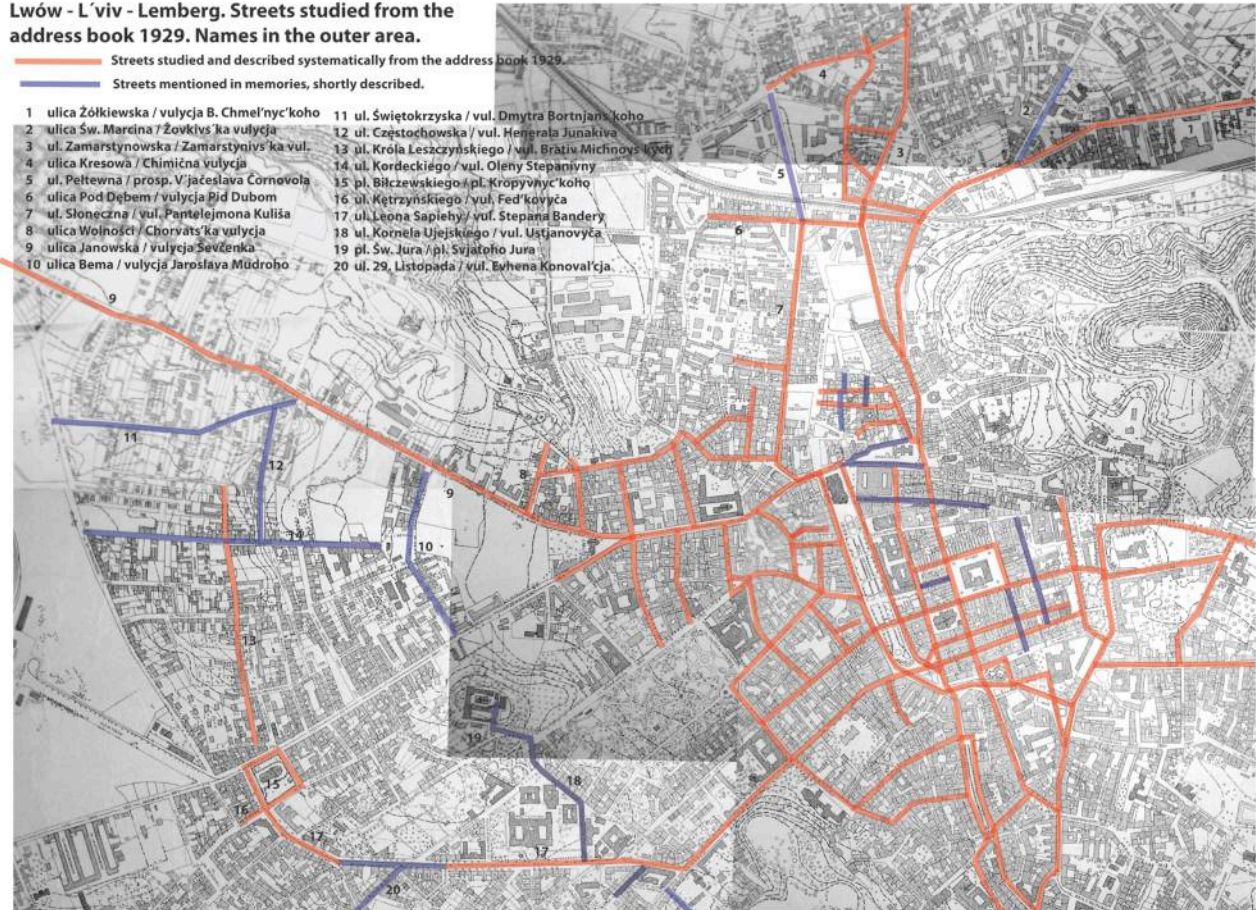 Lwów - L´viv - Lemberg. Streets studied from the
address book 1929. Names in the outer area.
Streets studied and described systematically from the address book 1929.
Streets mentioned in memories, shortly described.
1 ulica Żółkiewska / vulycja B. Chmel'nyc'koho
2 ulica Św. Marcina / Žovkivs´ka vulycja
3 ul. Zamarstynowska / Zamarstynivs´ka vul.
4 ulica Kresowa / Chimična vulycja
5 ul. Pełtewna / prosp. V´jačeslava Čornovola
6 ulica Pod Dębem / vulycja Pid Dubom
7 ul. Słoneczna / vul. Pantelejmona Kuliša
8 ulica Wolności / Chorvats'ka vulycja
9 ulica Janowska / vulycja Ševčenka
10 ulica Bema / vulycja Jaroslava Mudroho
11 ul. Świętokrzyska / vul. Dmytra Bortnjans´koho
12 ul. Częstochowska / vul. Henerala Junakiva
13 ul. Króla Leszczyńskiego / vul. Brativ Michnovs´kych
14 ul. Kordeckiego / vul. Oleny Stepanivny
15 pl. Bilczewskiego / pl. Kropyvnyc'koho
16 ul. Kętrzyńskiego / vul. Fed'kovyča
17 ul. Leona Sapiehy / vul. Stepana Bandery
18 ul. Kornela Ujejskiego / vul. Ustjanovyča
19 pl. Św. Jura / pl. Svjatoho Jura
20 ul. 29. Listopada / vul. Evhena Konoval'cja
4
2
1
3
5
6
9
7
11
12
8
9
14
10
13
19
15
18
16
17
17
20